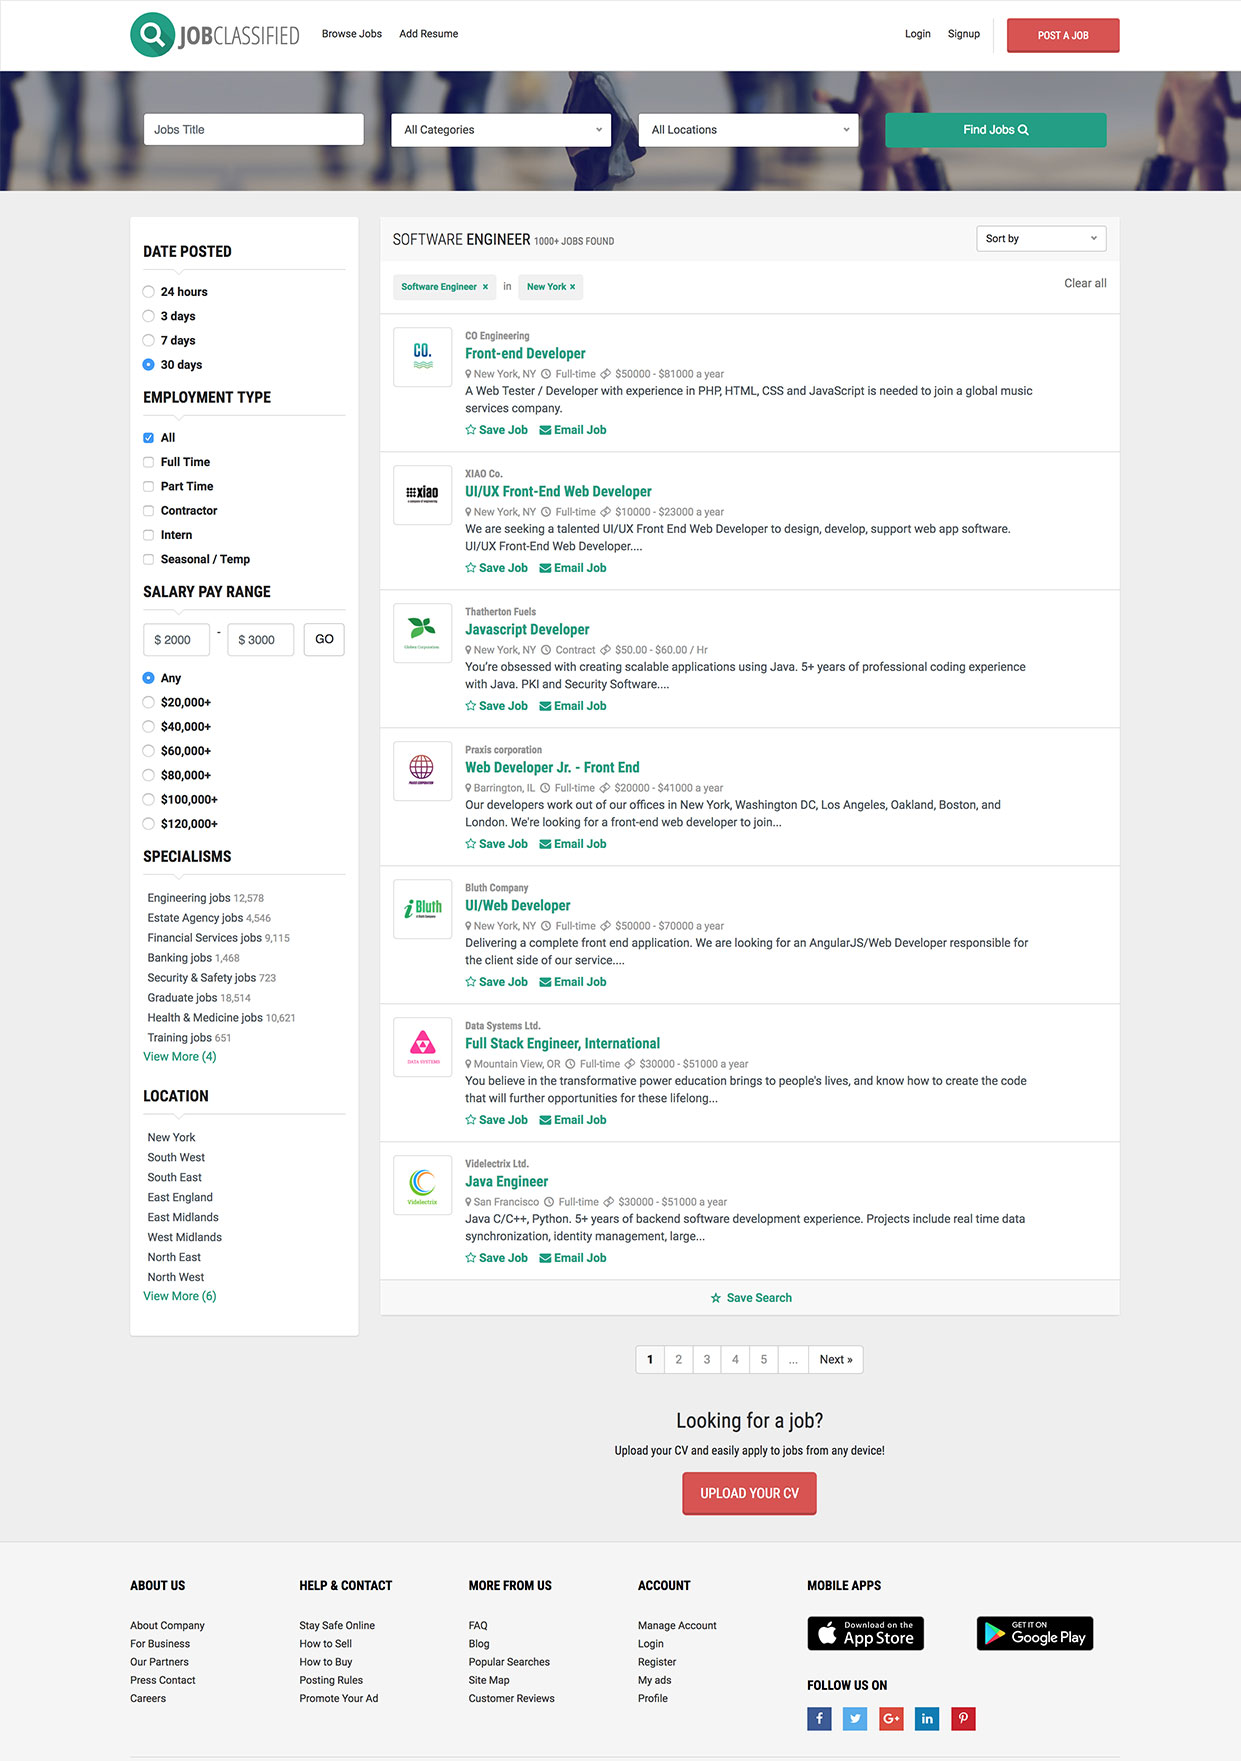 JOBCLASSIFIED
Browse Jobs
Add Resume
Login
Signup
POST A JOB
Jobs Title
All Categories
All Locations
Find Jobs
DATE POSTED
24 hours
3 days
7 days
30 days
EMPLOYMENT TYPE
All
Full Time
Part Time
Contractor
Intern
Seasonal / Temp
SALARY PAY RANGE
$ 2000 - $ 3000 GO
Any
$20,000+
$40,000+
$60,000+
$80,000+
$100,000+
$120,000+
SPECIALISMS
Engineering jobs 12,578
Estate Agency jobs 4,546
Financial Services jobs 9,115
Banking jobs 1,468
Security & Safety jobs 723
Graduate jobs 18,514
Health & Medicine jobs 10,621
Training jobs 651
View More (4)
LOCATION
New York
South West
South East
East England
East Midlands
West Midlands
North East
North West
View More (6)
SOFTWARE ENGINEER 1000+ JOBS FOUND
Sort by
Software Engineer × in New York ×
Clear all
CO.
CO Engineering
Front-end Developer
New York, NY Full-time $50000 - $81000 a year
A Web Tester / Developer with experience in PHP, HTML, CSS and JavaScript is needed to join a global music
services company.
Save Job Email Job
xiao
XIAO Co.
UI/UX Front-End Web Developer
New York, NY Full-time $10000 - $23000 a year
We are seeking a talented UI/UX Front End Web Developer to design, develop, support web app software.
UI/UX Front-End Web Developer....
Save Job Email Job
Thatherton Fuels
Javascript Developer
New York, NY Contract $50.00 - $60.00 / Hr
You're obsessed with creating scalable applications using Java. 5+ years of professional coding experience
with Java. PKI and Security Software....
Save Job Email Job
PRAXIS CORPORATION
Praxis corporation
Web Developer Jr. - Front End
Barrington, IL Full-time $20000 - $41000 a year
Our developers work out of our offices in New York, Washington DC, Los Angeles, Oakland, Boston, and
London. We're looking for a front-end web developer to join...
Save Job Email Job
iBluth
Bluth Company
UI/Web Developer
New York, NY Full-time $50000 - $70000 a year
Delivering a complete front end application. We are looking for an AngularJS/Web Developer responsible for
the client side of our service....
Save Job Email Job
DATA SYSTEMS
Data Systems Ltd.
Full Stack Engineer, International
Mountain View, OR Full-time $30000 - $51000 a year
You believe in the transformative power education brings to people's lives, and know how to create the code
that will further opportunities for these lifelong...
Save Job Email Job
Videlectrix
Videlectrix Ltd.
Java Engineer
San Francisco Full-time $30000 - $51000 a year
Java C/C++, Python. 5+ years of backend software development experience. Projects include real time data
synchronization, identity management, large...
Save Job Email Job
Save Search
1 2 3 4 5 ... Next »
Looking for a job?
Upload your CV and easily apply to jobs from any device!
UPLOAD YOUR CV
ABOUT US
About Company
For Business
Our Partners
Press Contact
Careers
HELP & CONTACT
Stay Safe Online
How to Sell
How to Buy
Posting Rules
Promote Your Ad
MORE FROM US
FAQ
Blog
Popular Searches
Site Map
Customer Reviews
ACCOUNT
Manage Account
Login
Register
My ads
Profile
MOBILE APPS
Download on the
App Store
GET IT ON
Google Play
FOLLOW US ON
f
G+
in